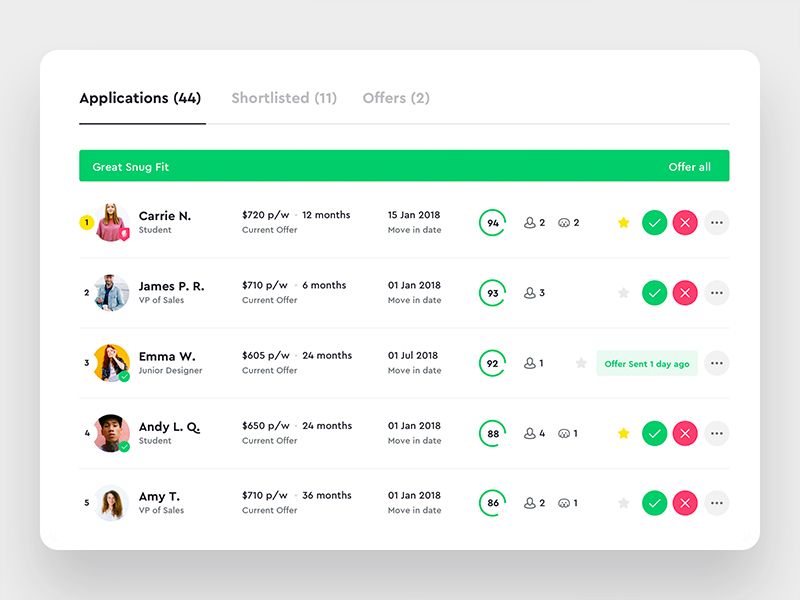 Applications (44) Shortlisted (11) Offers (2)
Great Snug Fit Offer all
1 Carrie N. $720 p/w · 12 months 15 Jan 2018 94 2 2
Student Current Offer Move in date
2 James P. R. $710 p/w · 6 months 01 Jan 2018 93 3
VP of Sales Current Offer Move in date
3 Emma W. $605 p/w · 24 months 01 Jul 2018 92 1 Offer Sent 1 day ago
Junior Designer Current Offer Move in date
4 Andy L. Q. $650 p/w · 24 months 01 Jan 2018 88 4 1
Student Current Offer Move in date
5 Amy T. $710 p/w · 36 months 01 Jan 2018 86 2 1
VP of Sales Current Offer Move in date